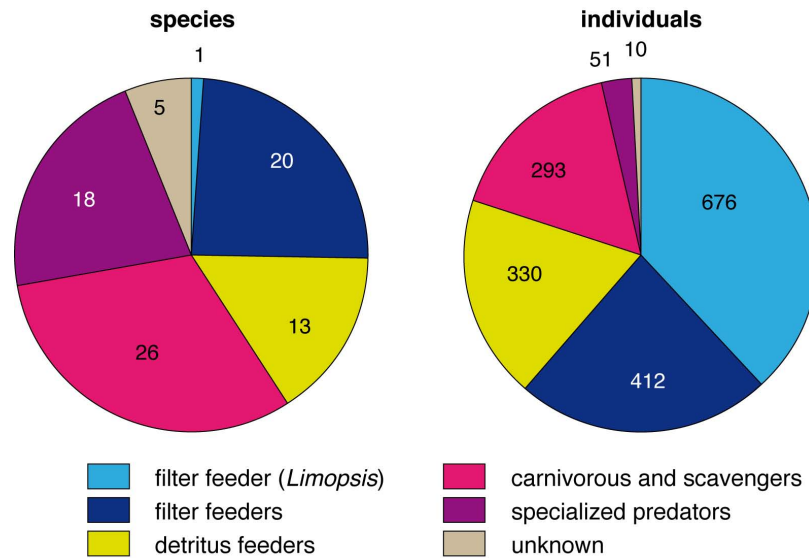 species
individuals
1
5
20
18
13
26
51
10
293
676
330
412
filter feeder (Limopsis)
filter feeders
detritus feeders
carnivorous and scavengers
specialized predators
unknown